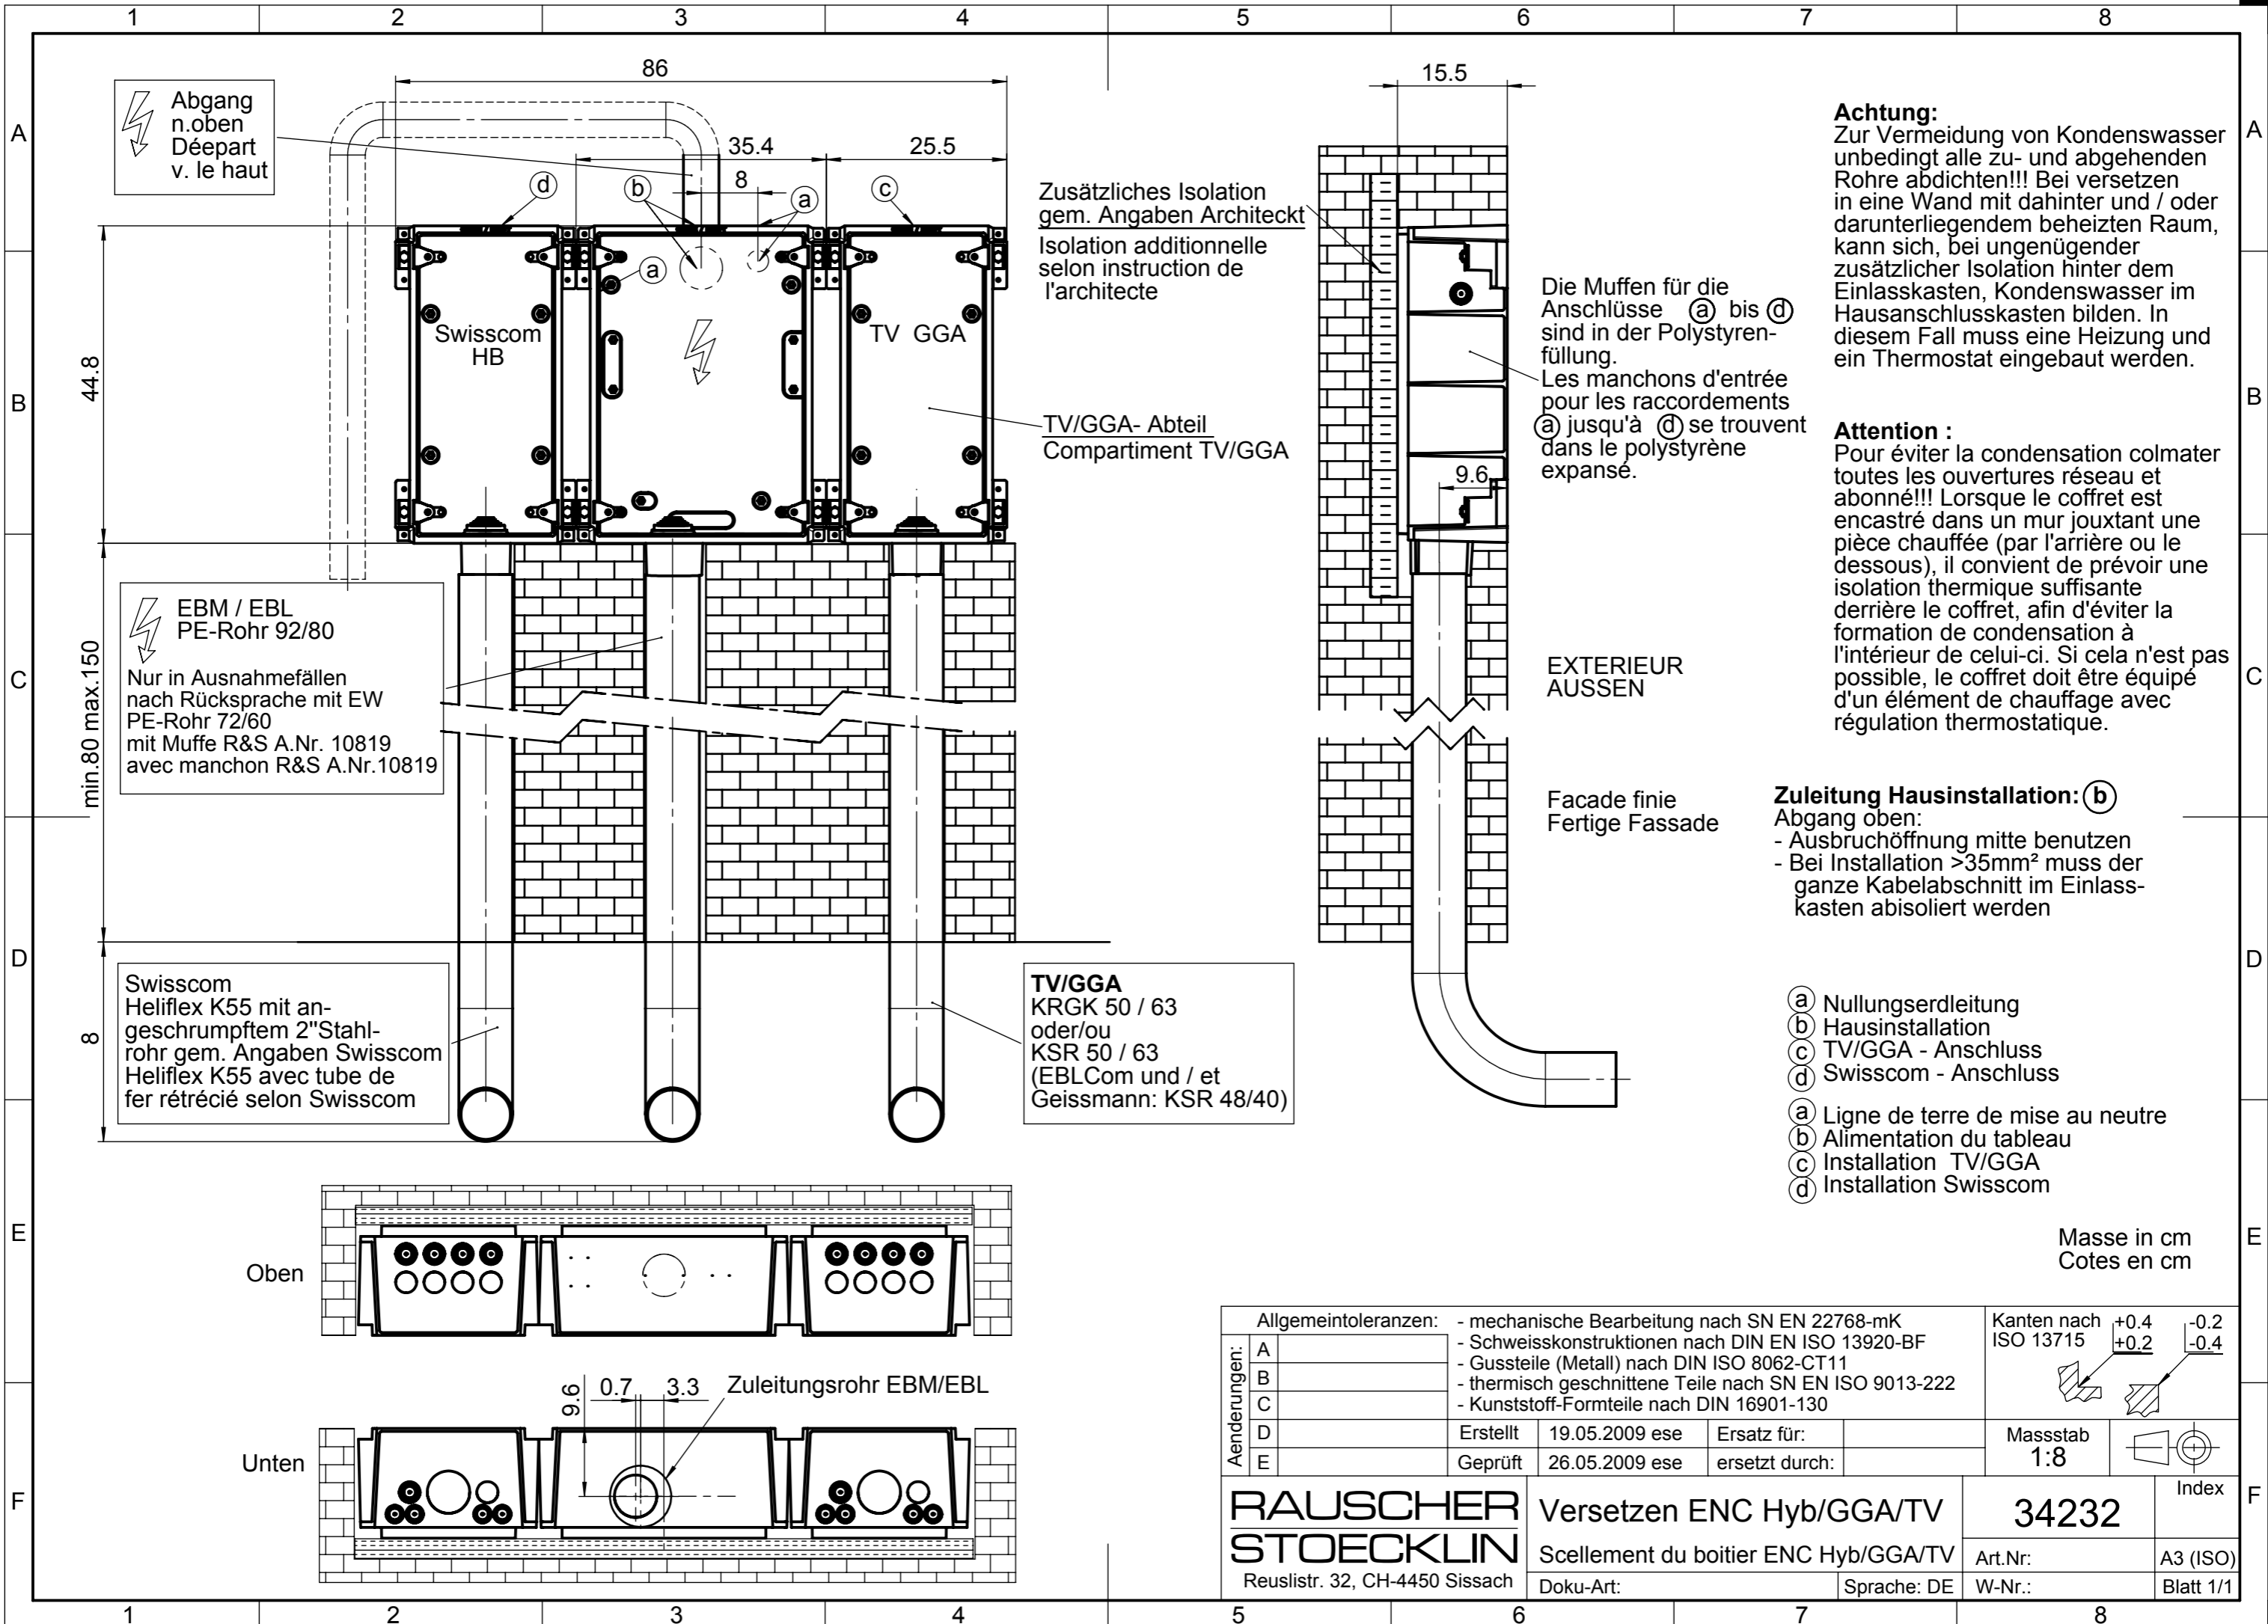 1 2 3 4 5 6 7 8
A
B
C
D
E
F
A
B
C
D
E
F
86
Abgang
n.oben
Déepart
v. le haut
35.4
25.5
8
d
b
a
c
a
Swisscom
HB
TV GGA
44.8
min.80 max.150
8
TV/GGA- Abteil
Compartiment TV/GGA
EBM / EBL
PE-Rohr 92/80
Nur in Ausnahmefällen
nach Rücksprache mit EW
PE-Rohr 72/60
mit Muffe R&S A.Nr. 10819
avec manchon R&S A.Nr.10819
Swisscom
Heliflex K55 mit an-
geschrumpftem 2"Stahl-
rohr gem. Angaben Swisscom
Heliflex K55 avec tube de
fer rétrécié selon Swisscom
TV/GGA
KRGK 50 / 63
oder/ou
KSR 50 / 63
(EBLCom und / et
Geissmann: KSR 48/40)
15.5
Zusätzliches Isolation
gem. Angaben Architeckt
Isolation additionnelle
selon instruction de
l'architecte
Die Muffen für die
Anschlüsse a bis d
sind in der Polystyren-
füllung.
Les manchons d'entrée
pour les raccordements
a jusqu'à d se trouvent
dans le polystyrène
expansé.
9.6
EXTERIEUR
AUSSEN
Facade finie
Fertige Fassade
Achtung:
Zur Vermeidung von Kondenswasser
unbedingt alle zu- und abgehenden
Rohre abdichten!!! Bei versetzen
in eine Wand mit dahinter und / oder
darunterliegendem beheizten Raum,
kann sich, bei ungenügender
zusätzlicher Isolation hinter dem
Einlasskasten, Kondenswasser im
Hausanschlusskasten bilden. In
diesem Fall muss eine Heizung und
ein Thermostat eingebaut werden.
Attention :
Pour éviter la condensation colmater
toutes les ouvertures réseau et
abonné!!! Lorsque le coffret est
encastré dans un mur jouxtant une
pièce chauffée (par l'arrière ou le
dessous), il convient de prévoir une
isolation thermique suffisante
derrière le coffret, afin d'éviter la
formation de condensation à
l'intérieur de celui-ci. Si cela n'est pas
possible, le coffret doit être équipé
d'un élément de chauffage avec
régulation thermostatique.
Zuleitung Hausinstallation: b
Abgang oben:
- Ausbruchöffnung mitte benutzen
- Bei Installation >35mm² muss der
ganze Kabelabschnitt im Einlass-
kasten abisoliert werden
a Nullungserdleitung
b Hausinstallation
c TV/GGA - Anschluss
d Swisscom - Anschluss
a Ligne de terre de mise au neutre
b Alimentation du tableau
c Installation TV/GGA
d Installation Swisscom
Masse in cm
Cotes en cm
Oben
Unten
9.6
0.7
3.3
Zuleitungsrohr EBM/EBL
Allgemeintoleranzen:
- mechanische Bearbeitung nach SN EN 22768-mK
- Schweisskonstruktionen nach DIN EN ISO 13920-BF
- Gussteile (Metall) nach DIN ISO 8062-CT11
- thermisch geschnittene Teile nach SN EN ISO 9013-222
- Kunststoff-Formteile nach DIN 16901-130
Kanten nach
ISO 13715
+0.4
+0.2
-0.2
-0.4
Aenderungen:
A
B
C
D
E
Erstellt 19.05.2009 ese Ersatz für:
Geprüft 26.05.2009 ese ersetzt durch:
Massstab
1:8
RAUSCHER
STOECKLIN
Reuslistr. 32, CH-4450 Sissach
Versetzen ENC Hyb/GGA/TV
Scellement du boitier ENC Hyb/GGA/TV
34232
Index
Art.Nr:
A3 (ISO)
Doku-Art:
Sprache: DE
W-Nr.:
Blatt 1/1
1 2 3 4 5 6 7 8